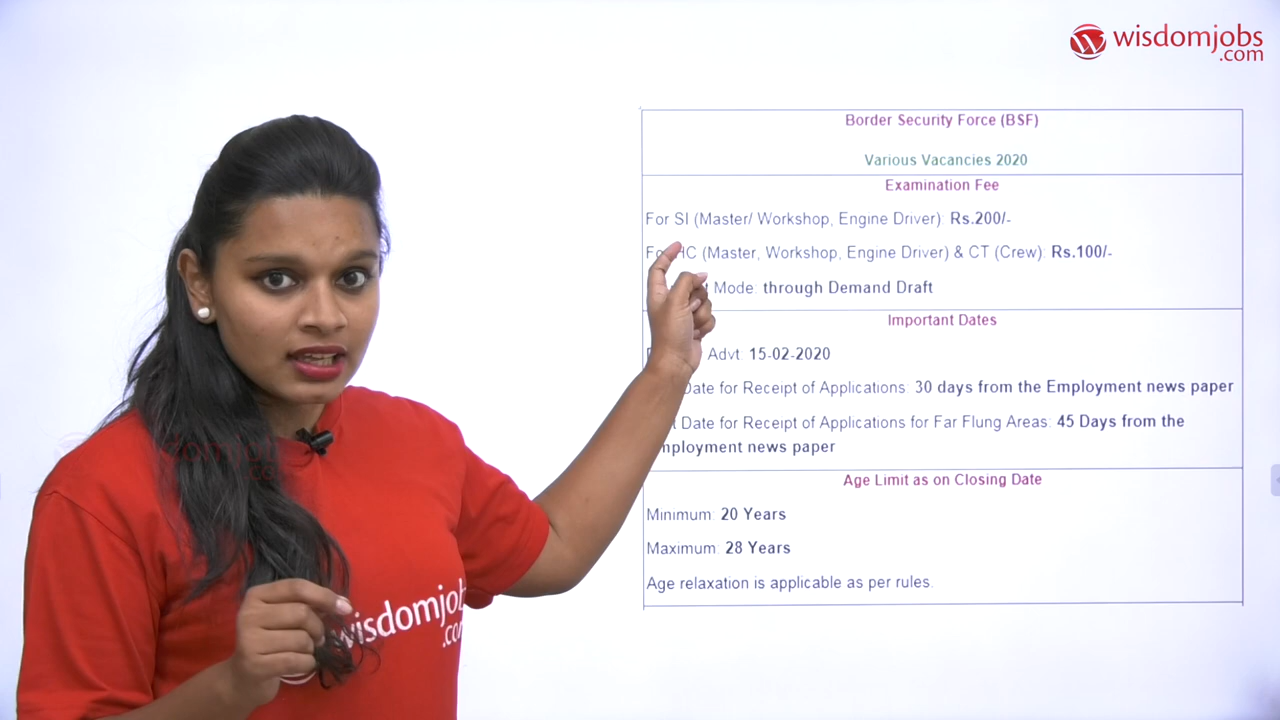 wisdomjobs
.com
Border Security Force (BSF)
Various Vacancies 2020
Examination Fee
For SI (Master/ Workshop, Engine Driver): Rs.200/-
HC (Master, Workshop, Engine Driver) & CT (Crew): Rs.100/-
Mode: through Demand Draft
Important Dates
Advt: 15-02-2020
Date for Receipt of Applications: 30 days from the Employment news paper
Date for Receipt of Applications for Far Flung Areas: 45 Days from the
mployment news paper
Age Limit as on Closing Date
Minimum: 20 Years
Maximum: 28 Years
Age relaxation is applicable as per rules.
wisdomjob
.co